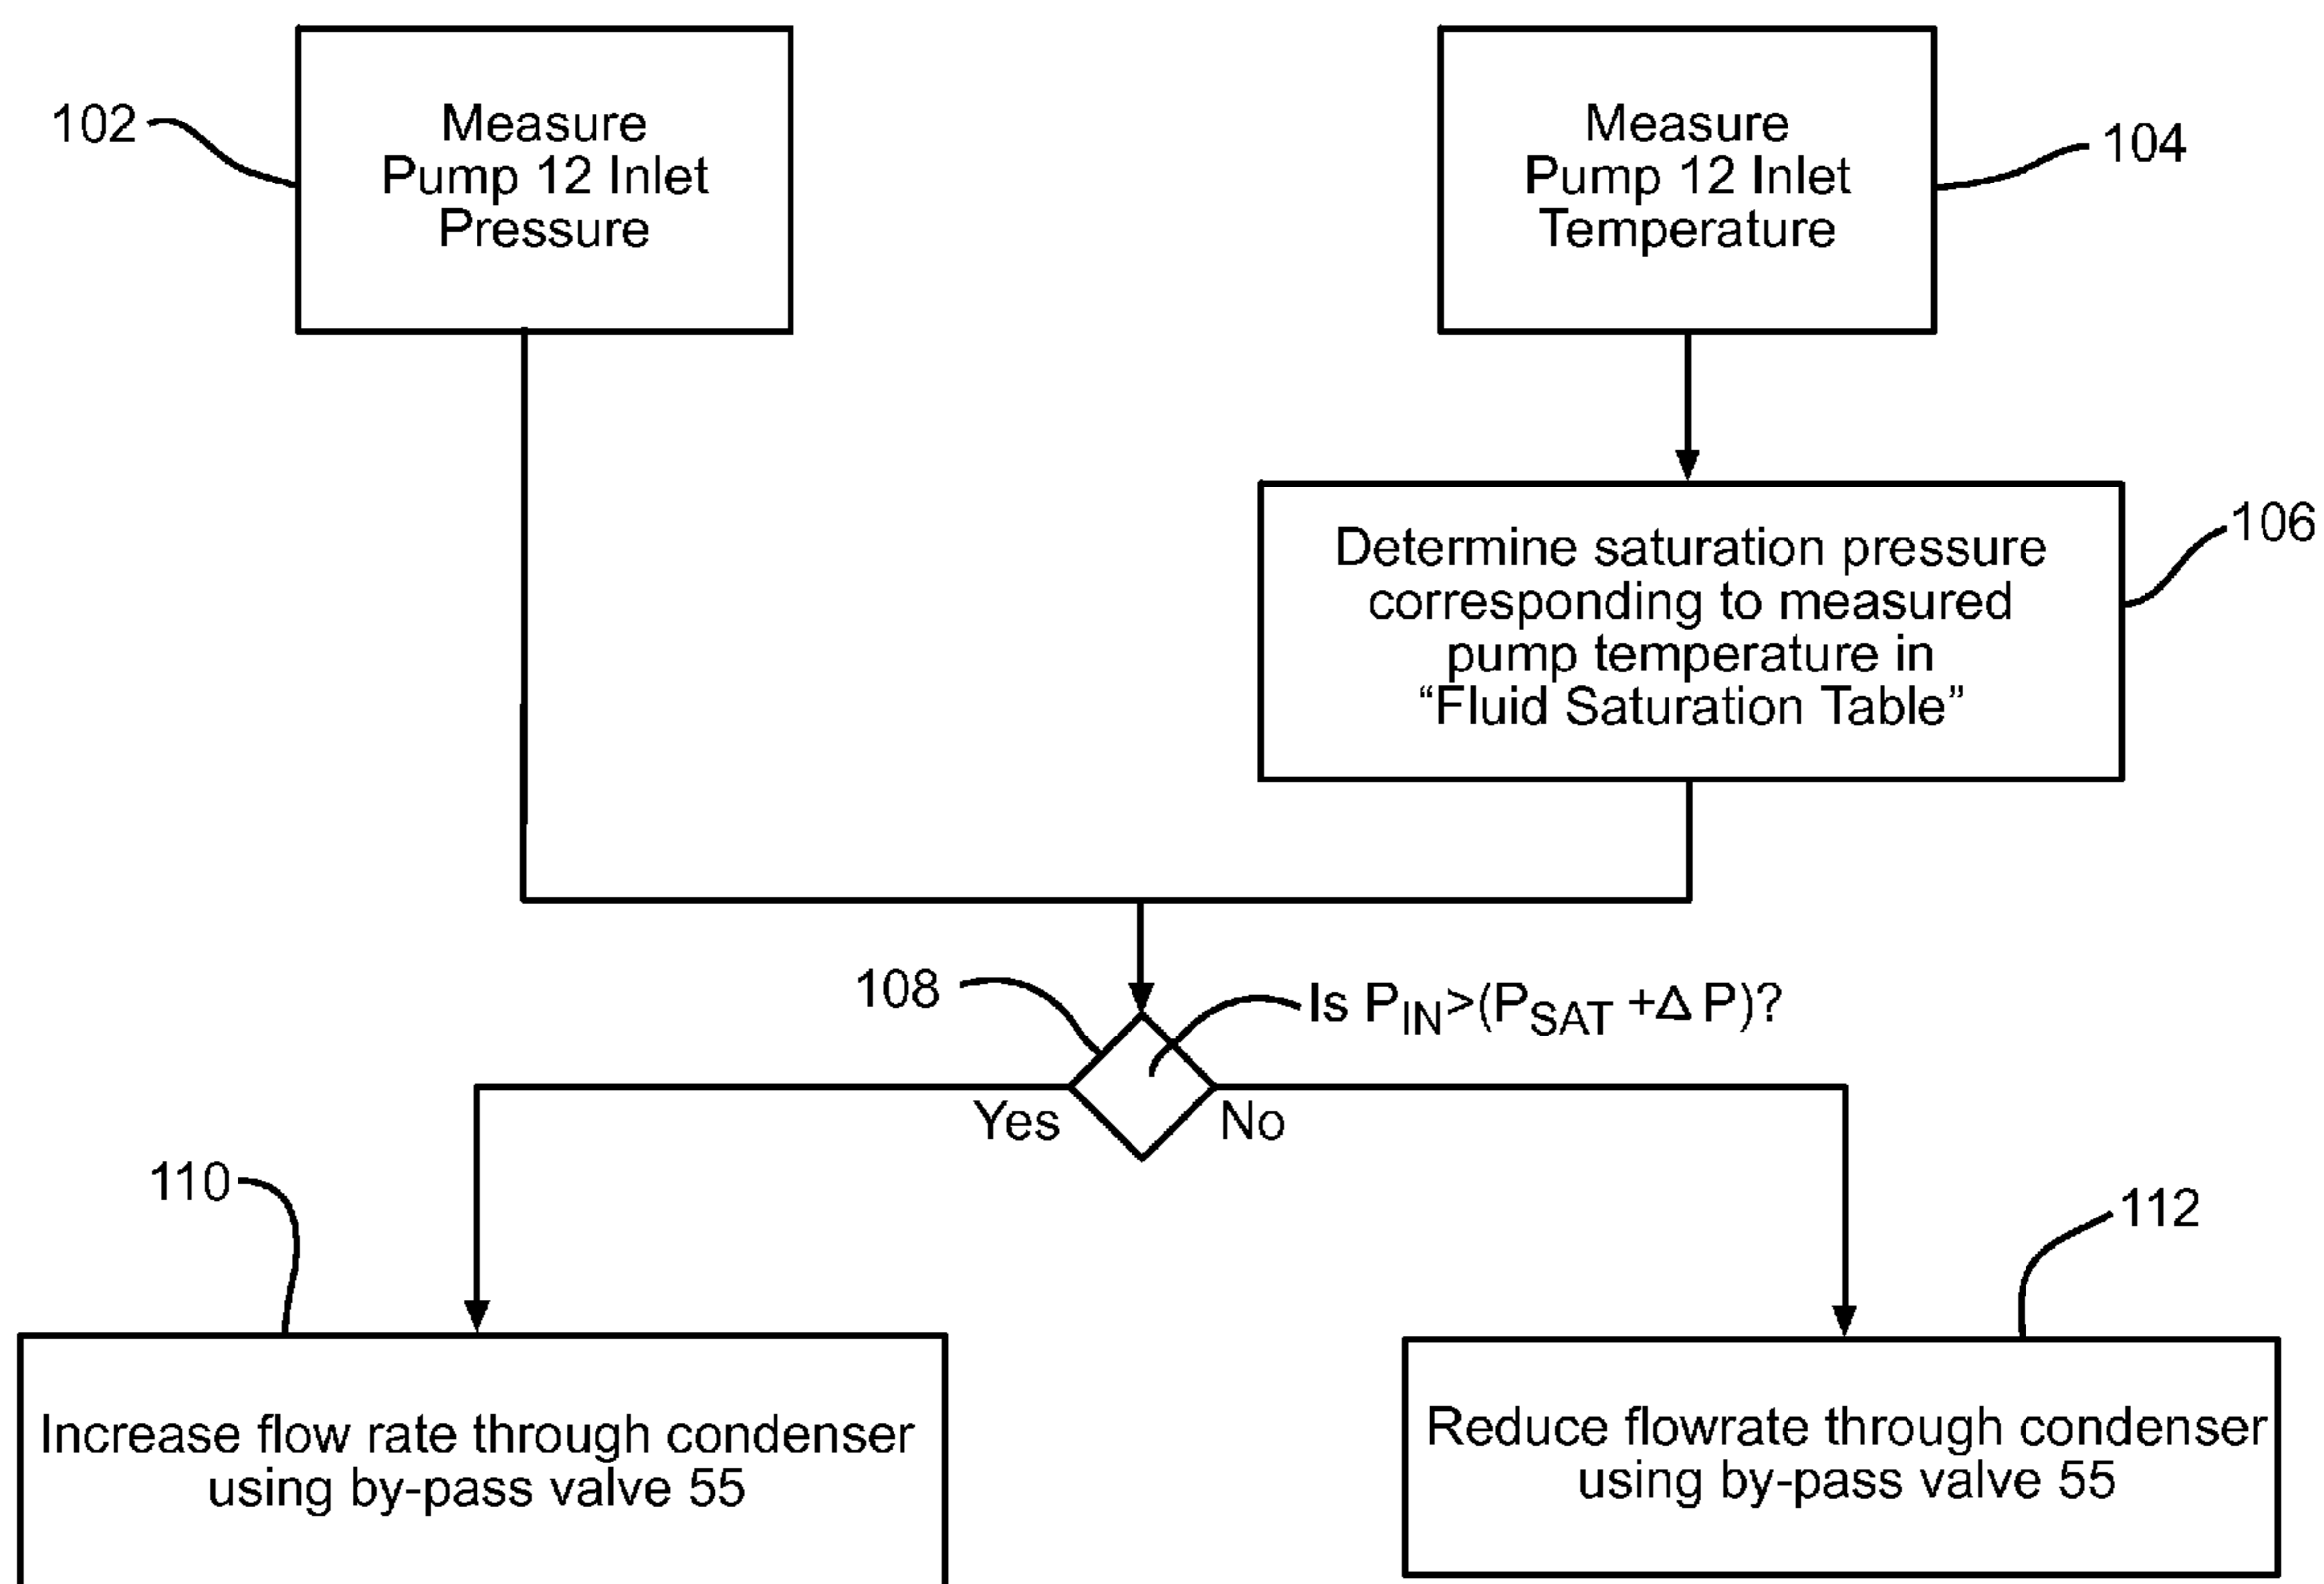 102
Measure
Pump 12 Inlet
Pressure
Measure
Pump 12 Inlet
Temperature
104
Determine saturation pressure
corresponding to measured
pump temperature in
“Fluid Saturation Table”
106
108
Is PIN>(PSAT +Δ P)?
Yes
No
110
112
Increase flow rate through condenser
using by-pass valve 55
Reduce flowrate through condenser
using by-pass valve 55